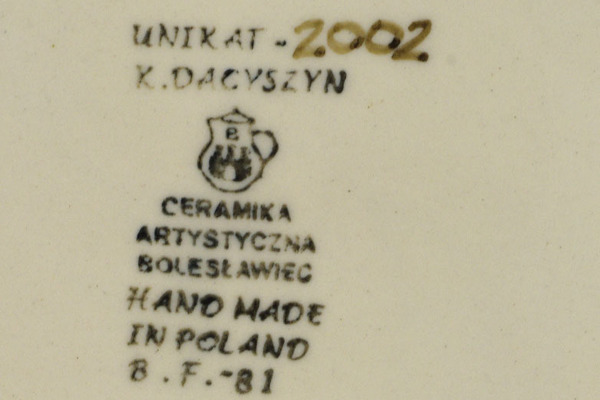 UNIKAT - 2002
K. DACYSZYN
B
CERAMIKA
ARTYSTYCZNA
BOLESŁAWIEC
HAND MADE
IN POLAND
B . F. - 81